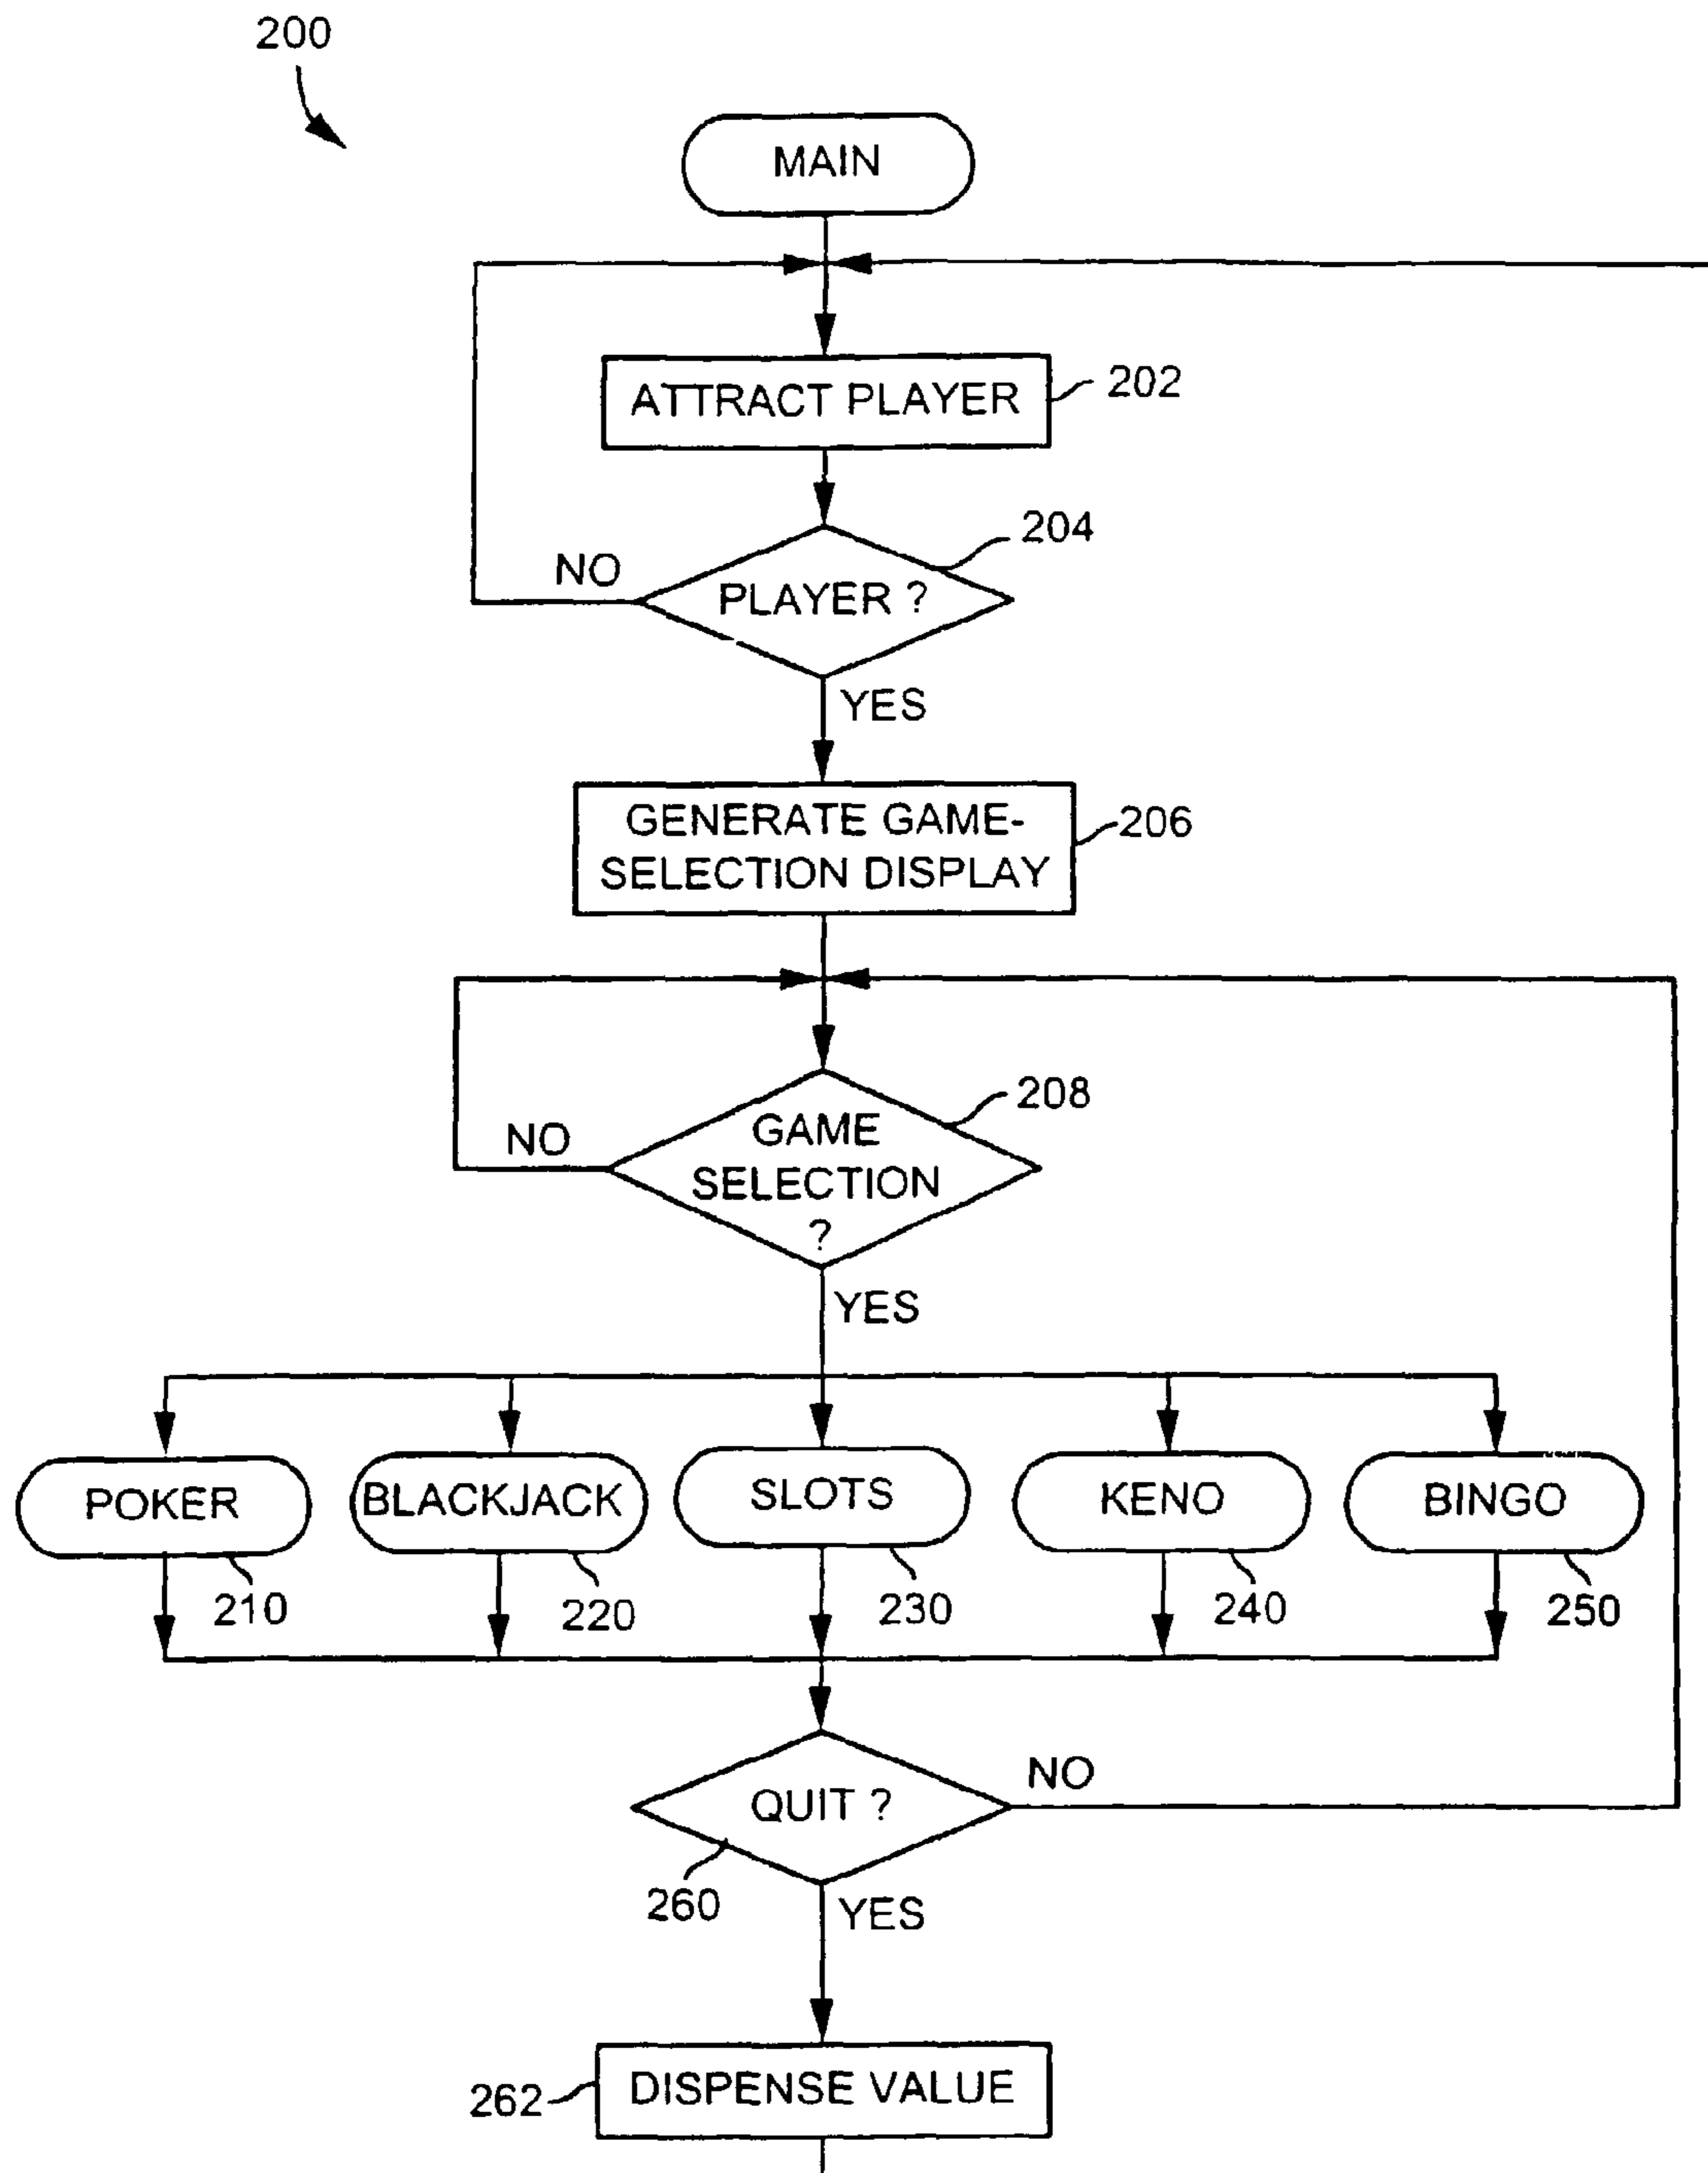 200
MAIN
ATTRACT PLAYER
202
204
NO
PLAYER ?
YES
GENERATE GAME-
SELECTION DISPLAY
206
208
NO
GAME
SELECTION
?
YES
POKER
BLACKJACK
SLOTS
KENO
BINGO
210
220
230
240
250
QUIT ?
NO
260
YES
262
DISPENSE VALUE